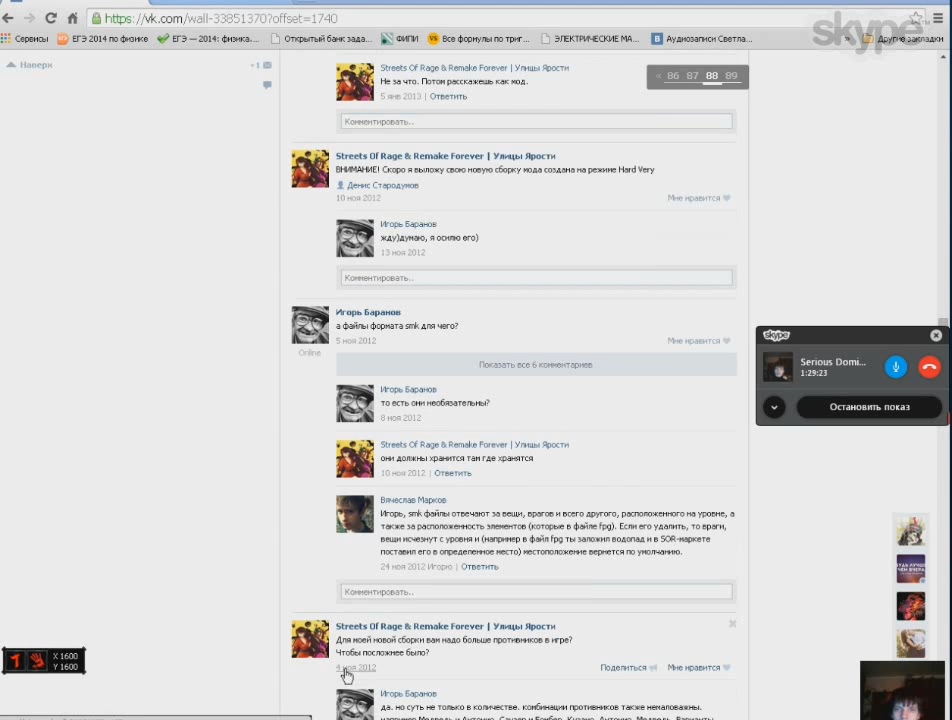 https://vk.com/wall-33851370?offset=1740
Сервисы
ЕГЭ 2014 по физике
ЕГЭ — 2014: физика....
Открытый банк зада...
ФИПИ
Все формулы по триг...
ЭЛЕКТРИЧЕСКИЕ МА...
Аудиозаписи Светла...
»
Другие закладки
skype
Наверх
+1
86 87 88 89
Streets Of Rage & Remake Forever | Улицы Ярости
Не за что. Потом расскажешь как мод.
5 янв 2013 | Ответить
Комментировать..
Streets Of Rage & Remake Forever | Улицы Ярости
ВНИМАНИЕ! Скоро я выложу свою новую сборку мода создана на режиме Hard Very
Денис Стародумов
10 ноя 2012
Мне нравится
Игорь Баранов
жду)думаю, я осилю его)
13 ноя 2012
Комментировать..
Игорь Баранов
а файлы формата smk для чего?
5 ноя 2012
Мне нравится
Online
Показать все 6 комментариев
Игорь Баранов
то есть они необязательны?
8 ноя 2012
Streets Of Rage & Remake Forever | Улицы Ярости
они должны хранится там где хранятся
10 ноя 2012 | Ответить
Вячеслав Марков
Игорь, smk файлы отвечают за вещи, врагов и всего другого, расположенного на уровне, а
также за расположенность элементов (которые в файле fpg). Если его удалить, то враги,
вещи исчезнут с уровня и (например в файл fpg ты заложил водопад и в SOR-маркете
поставил его в определенное место) местоположение вернется по умолчанию.
24 ноя 2012 Игорю | Ответить
Комментировать..
Streets Of Rage & Remake Forever | Улицы Ярости
Для моей новой сборки вам надо больше противников в игре?
Чтобы посложнее было?
4 ноя 2012
Поделиться
Мне нравится
Игорь Баранов
да. но суть не только в количестве. комбинации противников также немаловажны.
skype
Serious Domi...
1:29:23
Остановить показ
X 1600
Y 1600